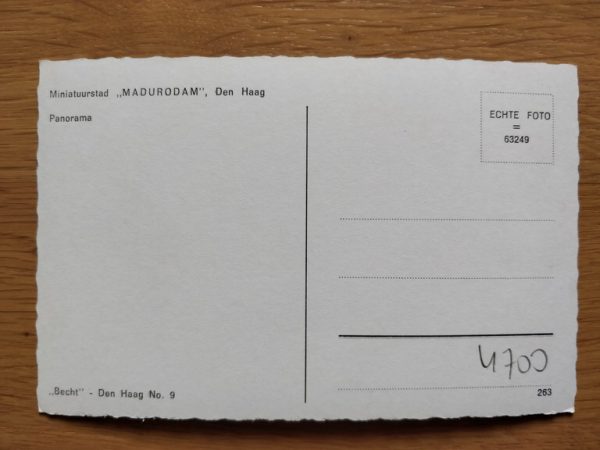 Miniatuurstad „MADURODAM", Den Haag
Panorama
ECHTE FOTO
=
63249
4700
„Becht" - Den Haag No. 9
263